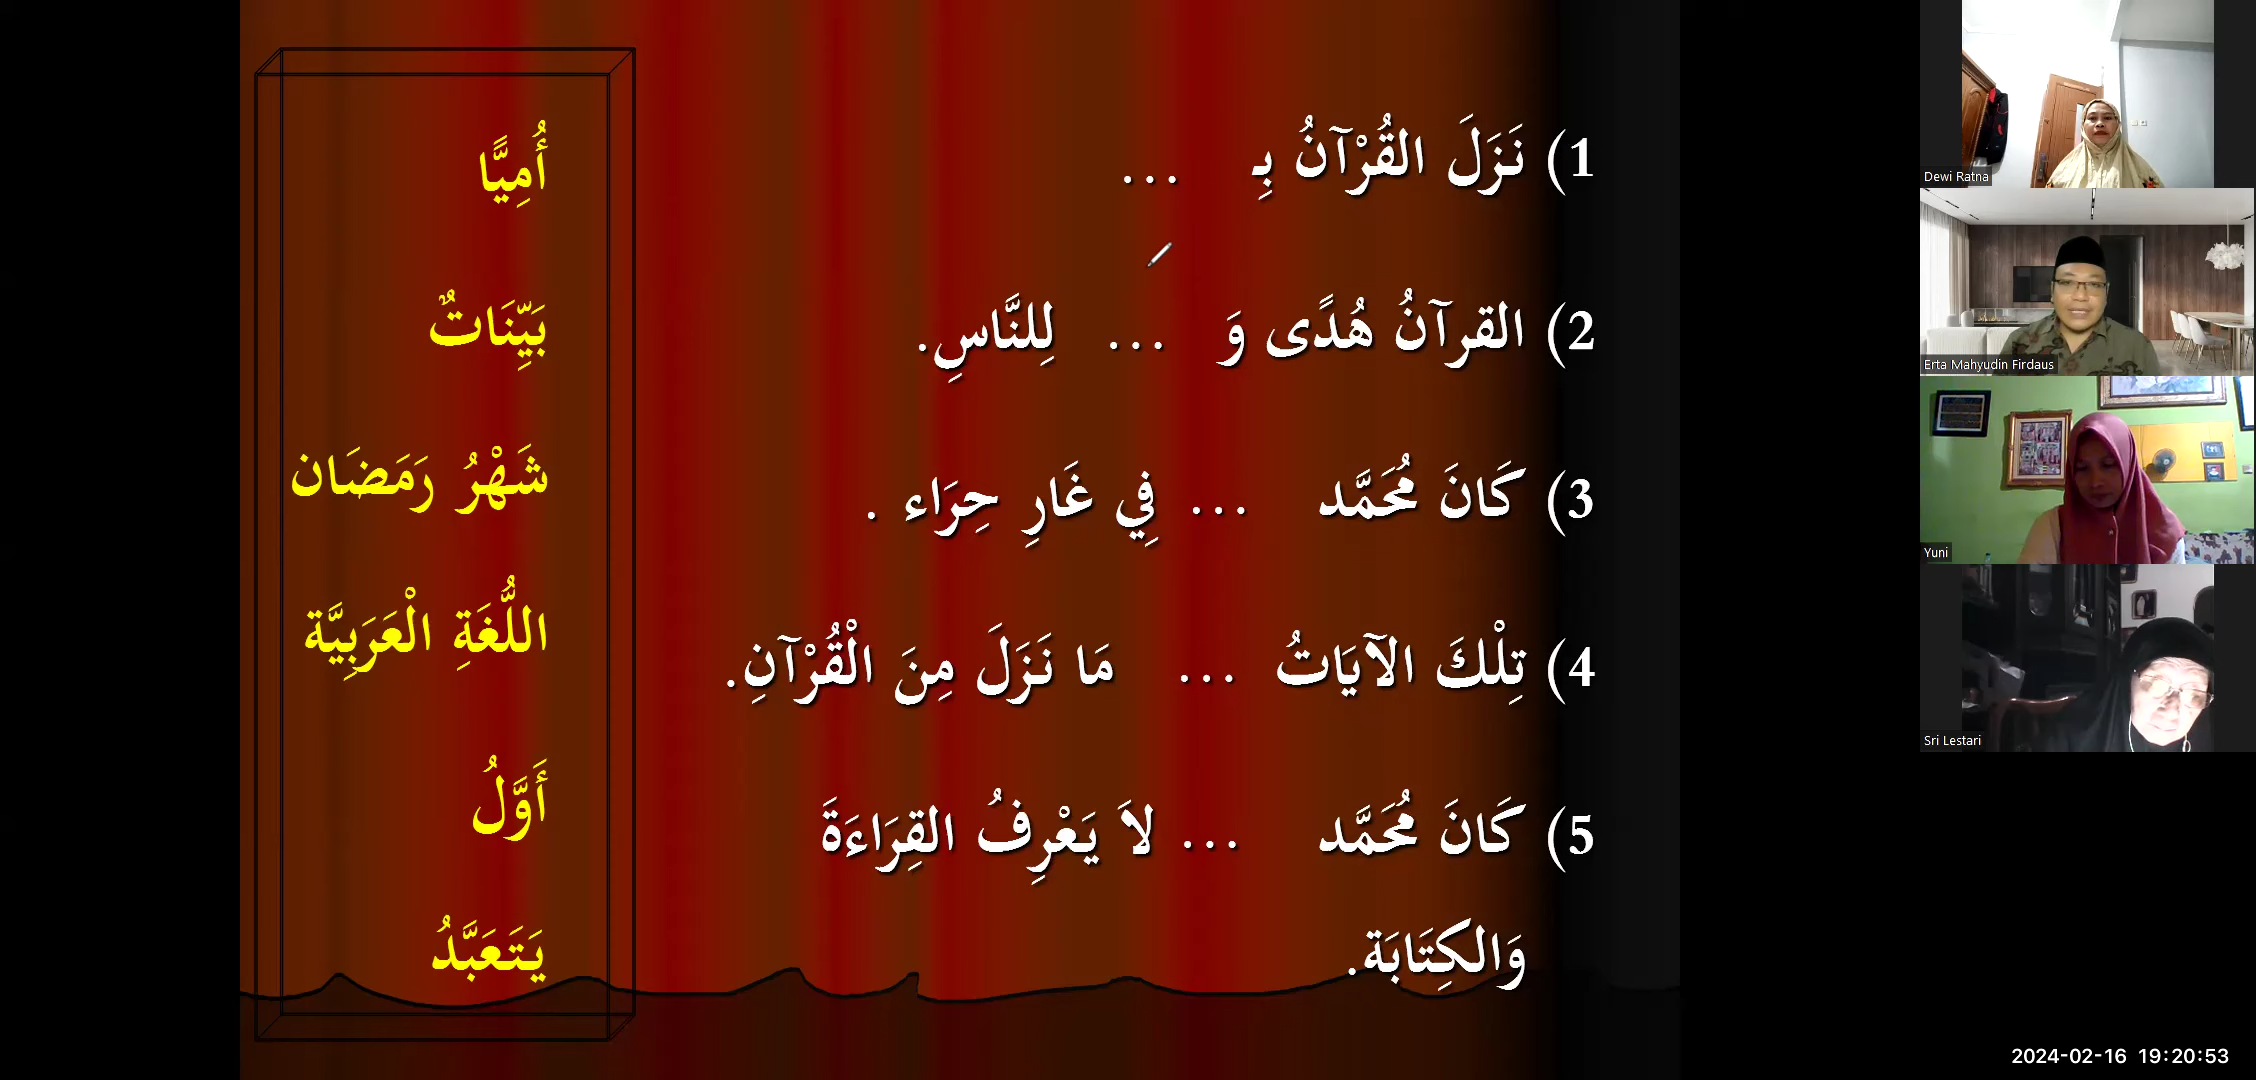 1) نَزَلَ القُرْآنُ بِـ ...
2) القرآنُ هُدًى وَ ... لِلنَّاسِ.
3) كَانَ مُحَمَّد ... فِي غَارِ حِرَاء .
4) تِلْكَ الآيَاتُ ... مَا نَزَلَ مِنَ الْقُرْآنِ.
5) كَانَ مُحَمَّد ... لاَ يَعْرِفُ القِرَاءَةَ
وَالكِتَابَة.
أُمِيًّا
بَيِّنَاتٌ
شَهْرُ رَمَضَان
اللُّغَةِ الْعَرَبِيَّة
أَوَّلُ
يَتَعَبَّدُ
Dewi Ratna
Erta Mahyudin Firdaus
Yuni
Sri Lestari
2024-02-16 19:20:53